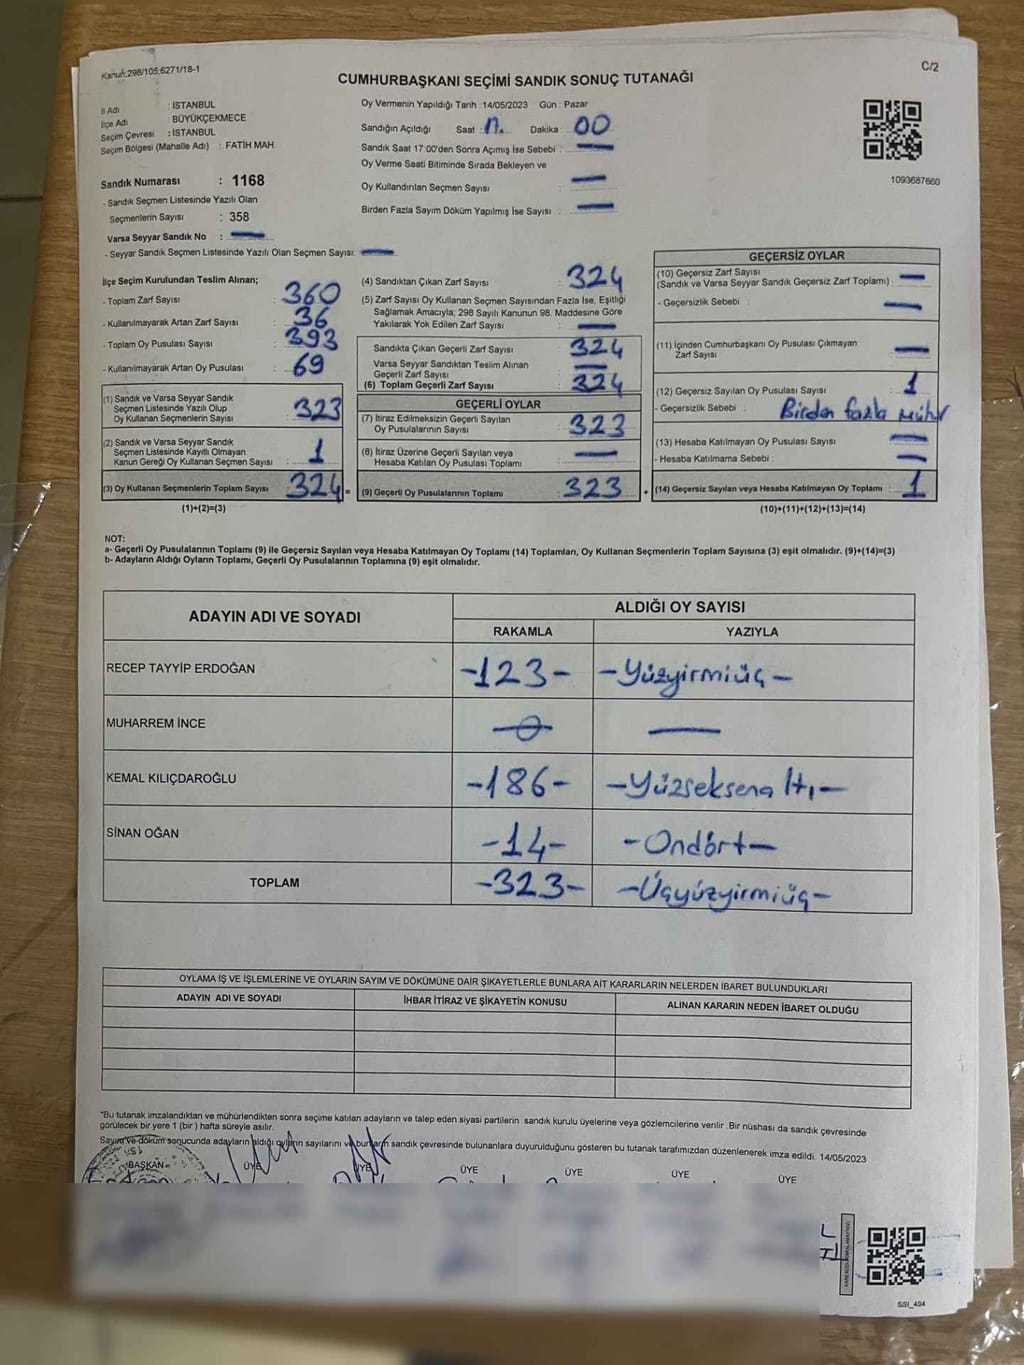 Kanun:298/105;6271/18-1
C/2
CUMHURBAŞKANI SEÇİMİ SANDIK SONUÇ TUTANAĞI
İl Adı : İSTANBUL
İlçe Adı : BÜYÜKÇEKMECE
Seçim Çevresi : İSTANBUL
Seçim Bölgesi (Mahalle Adı) : FATİH MAH.
Sandık Numarası : 1168
- Sandık Seçmen Listesinde Yazılı Olan
Seçmenlerin Sayısı : 358
Varsa Seyyar Sandık No : —
- Seyyar Sandık Seçmen Listesinde Yazılı Olan Seçmen Sayısı: —
Oy Vermenin Yapıldığı Tarih :14/05/2023 Gün : Pazar
Sandığın Açıldığı Saat : 17. Dakika : 00
Sandık Saat 17:00'den Sonra Açımış İse Sebebi : —
Oy Verme Saati Bitiminde Sırada Bekleyen ve
Oy Kullandırılan Seçmen Sayısı : —
Birden Fazla Sayım Döküm Yapılmış İse Sayısı : —
1093687660
İlçe Seçim Kurulundan Teslim Alınan;
- Toplam Zarf Sayısı : 360
- Kullanılmayarak Artan Zarf Sayısı : 36
- Toplam Oy Pusulası Sayısı : 393
- Kullanılmayarak Artan Oy Pusulası : 69
(1) Sandık ve Varsa Seyyar Sandık
Seçmen Listesinde Yazılı Olup
Oy Kullanan Seçmenlerin Sayısı : 323
(2) Sandık ve Varsa Seyyar Sandık
Seçmen Listesinde Kayıtlı Olmayan
Kanun Gereği Oy Kullanan Seçmen Sayısı : 1
(3) Oy Kullanan Seçmenlerin Toplam Sayısı : 324 =
(1)+(2)=(3)
(4) Sandıktan Çıkan Zarf Sayısı : 324
(5) Zarf Sayısı Oy Kullanan Seçmen Sayısından Fazla İse, Eşitliği
Sağlamak Amacıyla; 298 Sayılı Kanunun 98. Maddesine Göre
Yakılarak Yok Edilen Zarf Sayısı : —
Sandıkta Çıkan Geçerli Zarf Sayısı : 324
Varsa Seyyar Sandıktan Teslim Alınan
Geçerli Zarf Sayısı : —
(6) Toplam Geçerli Zarf Sayısı : 324
GEÇERLİ OYLAR
(7) İtiraz Edilmeksizin Geçerli Sayılan
Oy Pusulalarının Sayısı : 323
(8) İtiraz Üzerine Geçerli Sayılan veya
Hesaba Katılan Oy Pusulası Toplamı : —
(9) Geçerli Oy Pusulalarının Toplamı : 323 +
GEÇERSİZ OYLAR
(10) Geçersiz Zarf Sayısı
(Sandık ve Varsa Seyyar Sandık Geçersiz Zarf Toplamı) : —
- Geçersizlik Sebebi : —
(11) İçinden Cumhurbaşkanı Oy Pusulası Çıkmayan
Zarf Sayısı : —
(12) Geçersiz Sayılan Oy Pusulası Sayısı : 1
- Geçersizlik Sebebi : Birden fazla mühür
(13) Hesaba Katılmayan Oy Pusulası Sayısı : —
- Hesaba Katılmama Sebebi : —
(14) Geçersiz Sayılan veya Hesaba Katılmayan Oy Toplamı : 1
(10)+(11)+(12)+(13)=(14)
NOT:
a- Geçerli Oy Pusulalarının Toplamı (9) ile Geçersiz Sayılan veya Hesaba Katılmayan Oy Toplamı (14) Toplamları, Oy Kullanan Seçmenlerin Toplam Sayısına (3) eşit olmalıdır. (9)+(14)=(3)
b- Adayların Aldığı Oyların Toplamı, Geçerli Oy Pusulalarının Toplamına (9) eşit olmalıdır.
ADAYIN ADI VE SOYADI
ALDIĞI OY SAYISI
RAKAMLA YAZIYLA
RECEP TAYYİP ERDOĞAN -123- -Yüzyirmiüç-
MUHARREM İNCE -0- —
KEMAL KILIÇDAROĞLU -186- -Yüzseksenaltı-
SİNAN OĞAN -14- -Ondört-
TOPLAM -323- -Üçyüzyirmiüç-
OYLAMA İŞ VE İŞLEMLERİNE VE OYLARIN SAYIM VE DÖKÜMÜNE DAİR ŞİKAYETLERLE BUNLARA AİT KARARLARIN NELERDEN İBARET BULUNDUKLARI
ADAYIN ADI VE SOYADI İHBAR İTİRAZ VE ŞİKAYETİN KONUSU ALINAN KARARIN NEDEN İBARET OLDUĞU
"Bu tutanak imzalandıktan ve mühürlendikten sonra seçime katılan adayların ve talep eden siyasi partilerin sandık kurulu üyelerine veya gözlemcilerine verilir. Bir nüshası da sandık çevresinde
görülecek bir yere 1 (bir) hafta süreyle asılır.
Sayım ve döküm sonucunda adayların aldığı oyların sayılarını ve bunların sandık çevresinde bulunanlara duyurulduğunu gösteren bu tutanak tarafımızdan düzenlenerek imza edildi. 14/05/2023
BAŞKAN ÜYE ÜYE ÜYE ÜYE ÜYE ÜYE
SSI_404